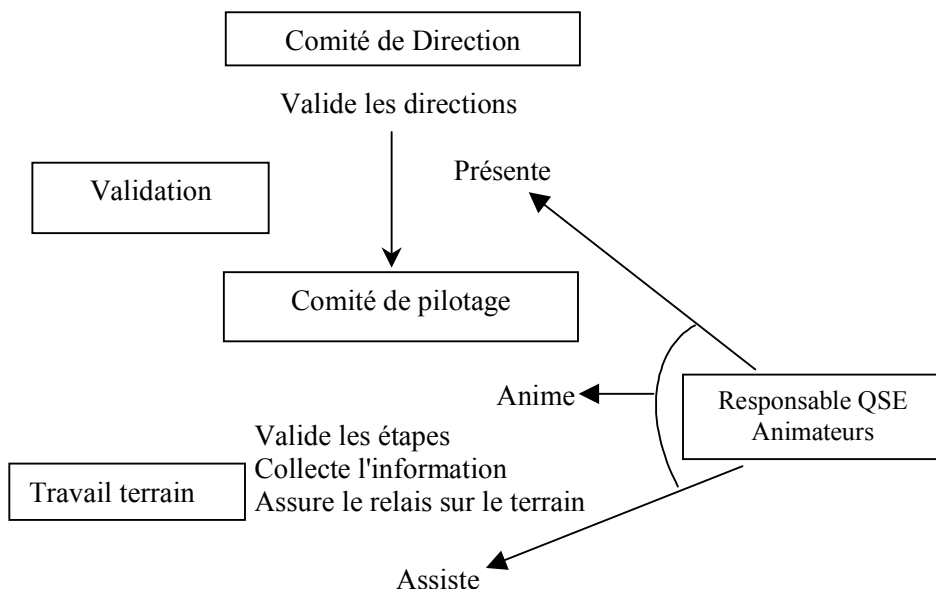 Comité de Direction
Valide les directions
Présente
Validation
Comité de pilotage
Anime
Responsable QSE
Animateurs
Valide les étapes
Collecte l'information
Assure le relais sur le terrain
Travail terrain
Assiste